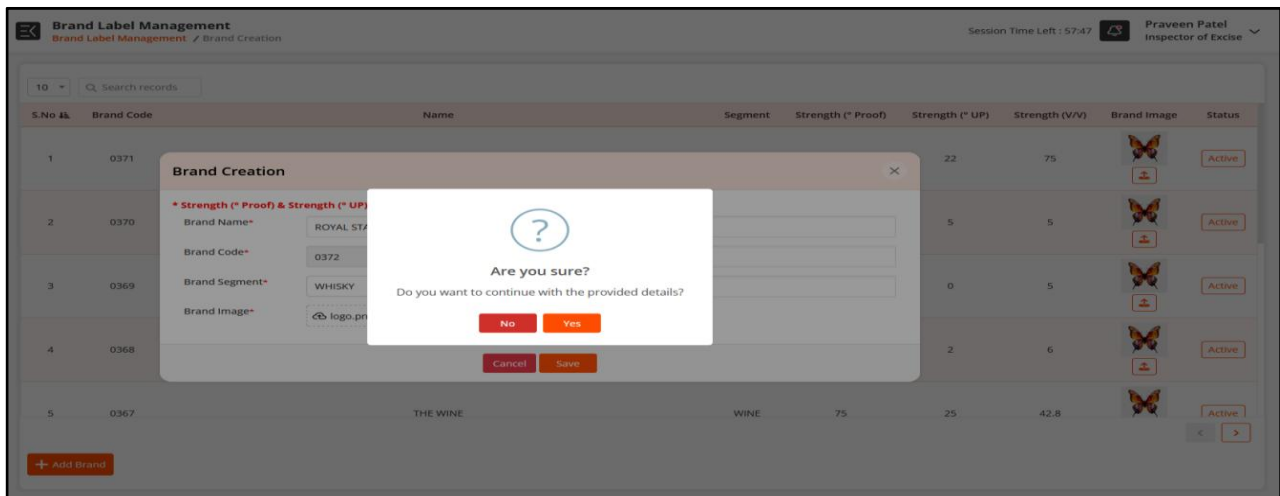 Brand Label Management
Brand Label Management / Brand Creation
Session Time Left : 57:47
Praveen Patel
Inspector of Excise
10
Search records
S.No Brand Code Name Segment Strength (° Proof) Strength (° UP) Strength (V/V) Brand Image Status
1 0371 22 75 Active
Brand Creation
* Strength (° Proof) & Strength (° UP)
2 0370 5 5 Active
Brand Name* ROYAL STA
Brand Code* 0372
3 0369 0 5 Active
Brand Segment* WHISKY
Brand Image* logo.pn
Are you sure?
Do you want to continue with the provided details?
No Yes
4 0368 2 6 Active
Cancel Save
5 0367 THE WINE WINE 75 25 42.8 Active
< >
+ Add Brand